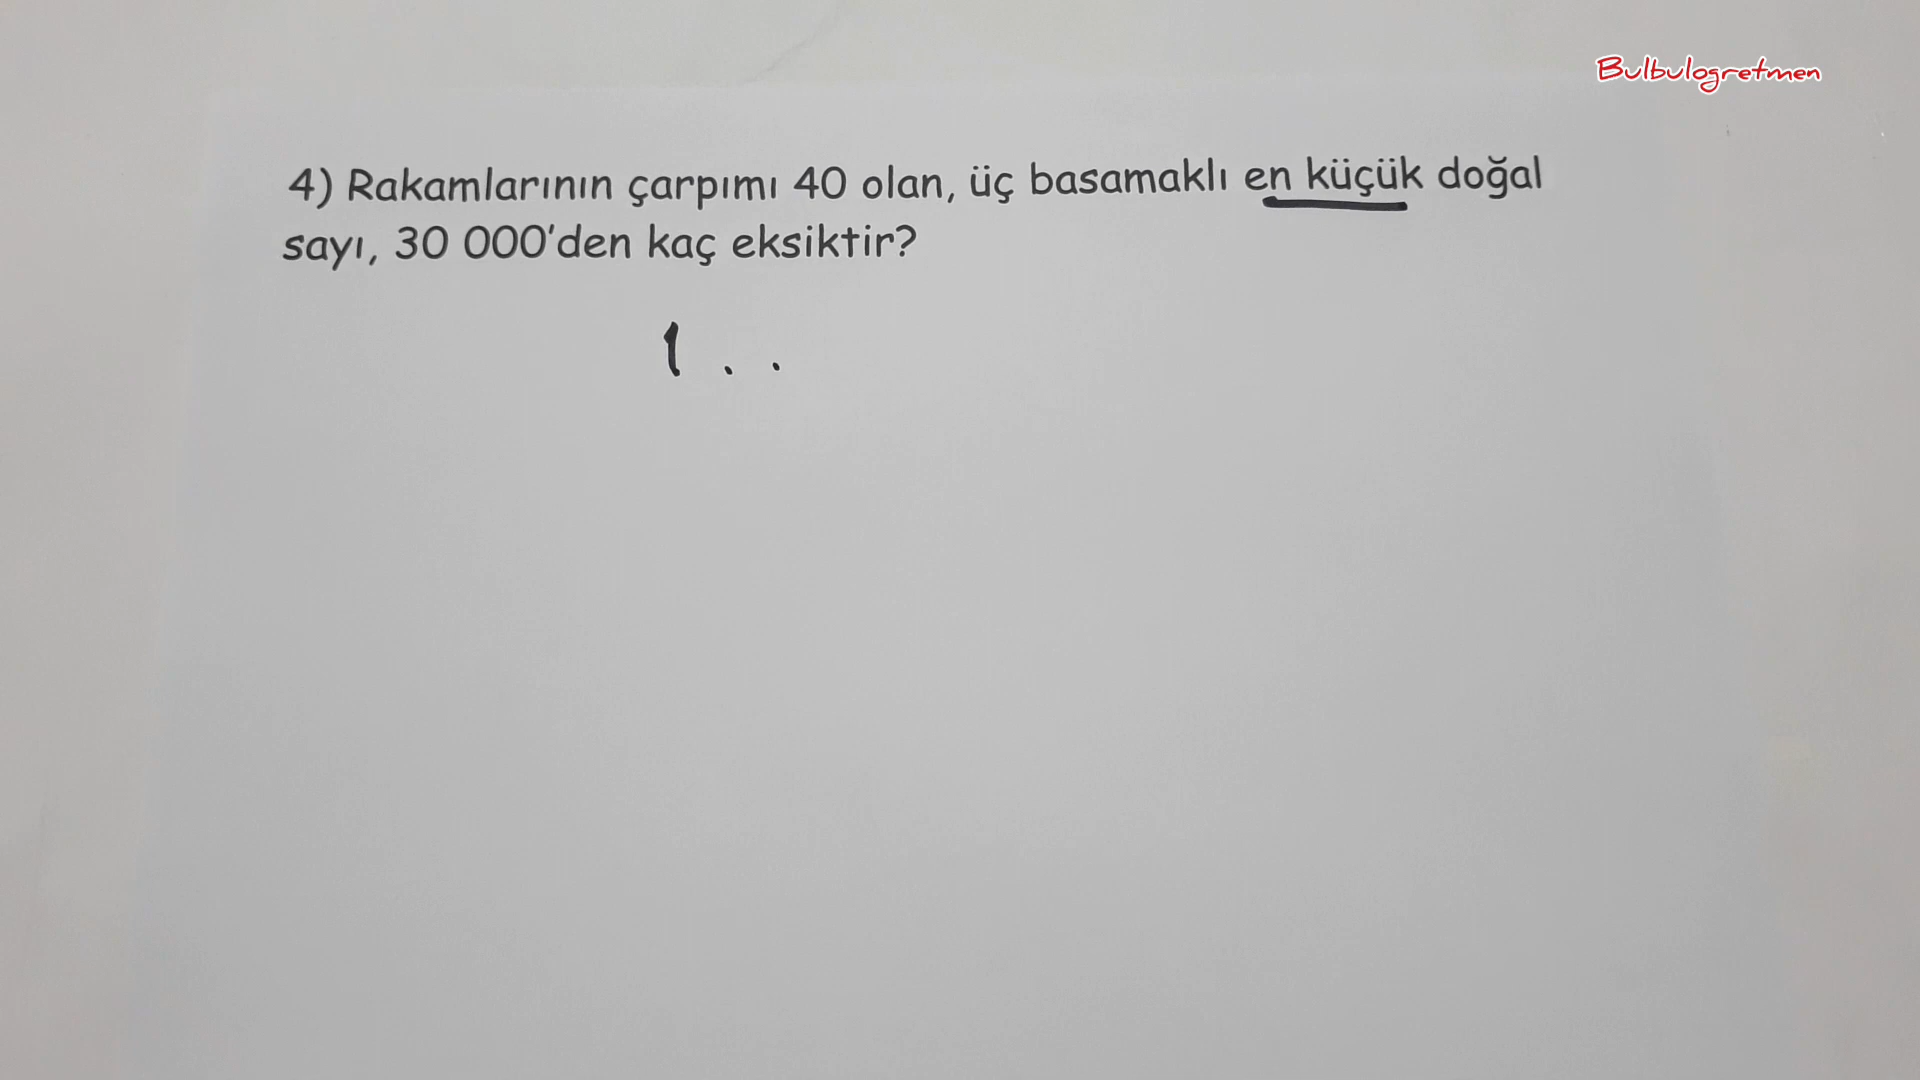 Bulbulogretmen
4) Rakamlarının çarpımı 40 olan, üç basamaklı en küçük doğal
sayı, 30 000'den kaç eksiktir?
1 . .